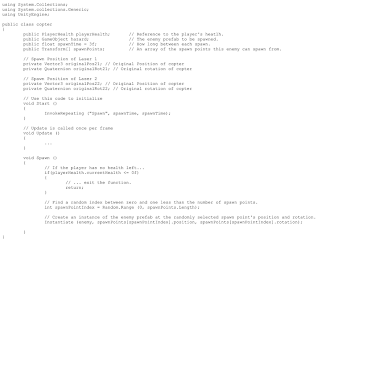 using System.Collections;
using System.Collections.Generic;
using UnityEngine;
public class copter
{
public PlayerHealth playerHealth; // Reference to the player's health.
public GameObject hazard; // The enemy prefab to be spawned.
public float spawnTime = 3f; // How long between each spawn.
public Transform[] spawnPoints; // An array of the spawn points this enemy can spawn from.
// Spawn Position of Laser 1
private Vector3 originalPos21; // Original Position of copter
private Quaternion originalRot21; // Original rotation of copter
// Spawn Position of Laser 2
private Vector3 originalPos22; // Original Position of copter
private Quaternion originalRot22; // Original rotation of copter
// Use this code to initialise
void Start ()
{
InvokeRepeating ("Spawn", spawnTime, spawnTime);
}
// Update is called once per frame
void Update ()
{
...
}
void Spawn ()
{
// If the player has no health left...
if(playerHealth.currentHealth <= 0f)
{
// ... exit the function.
return;
}
// Find a random index between zero and one less than the number of spawn points.
int spawnPointIndex = Random.Range (0, spawnPoints.Length);
// Create an instance of the enemy prefab at the randomly selected spawn point's position and rotation.
Instantiate (enemy, spawnPoints[spawnPointIndex].position, spawnPoints[spawnPointIndex].rotation);
}
}